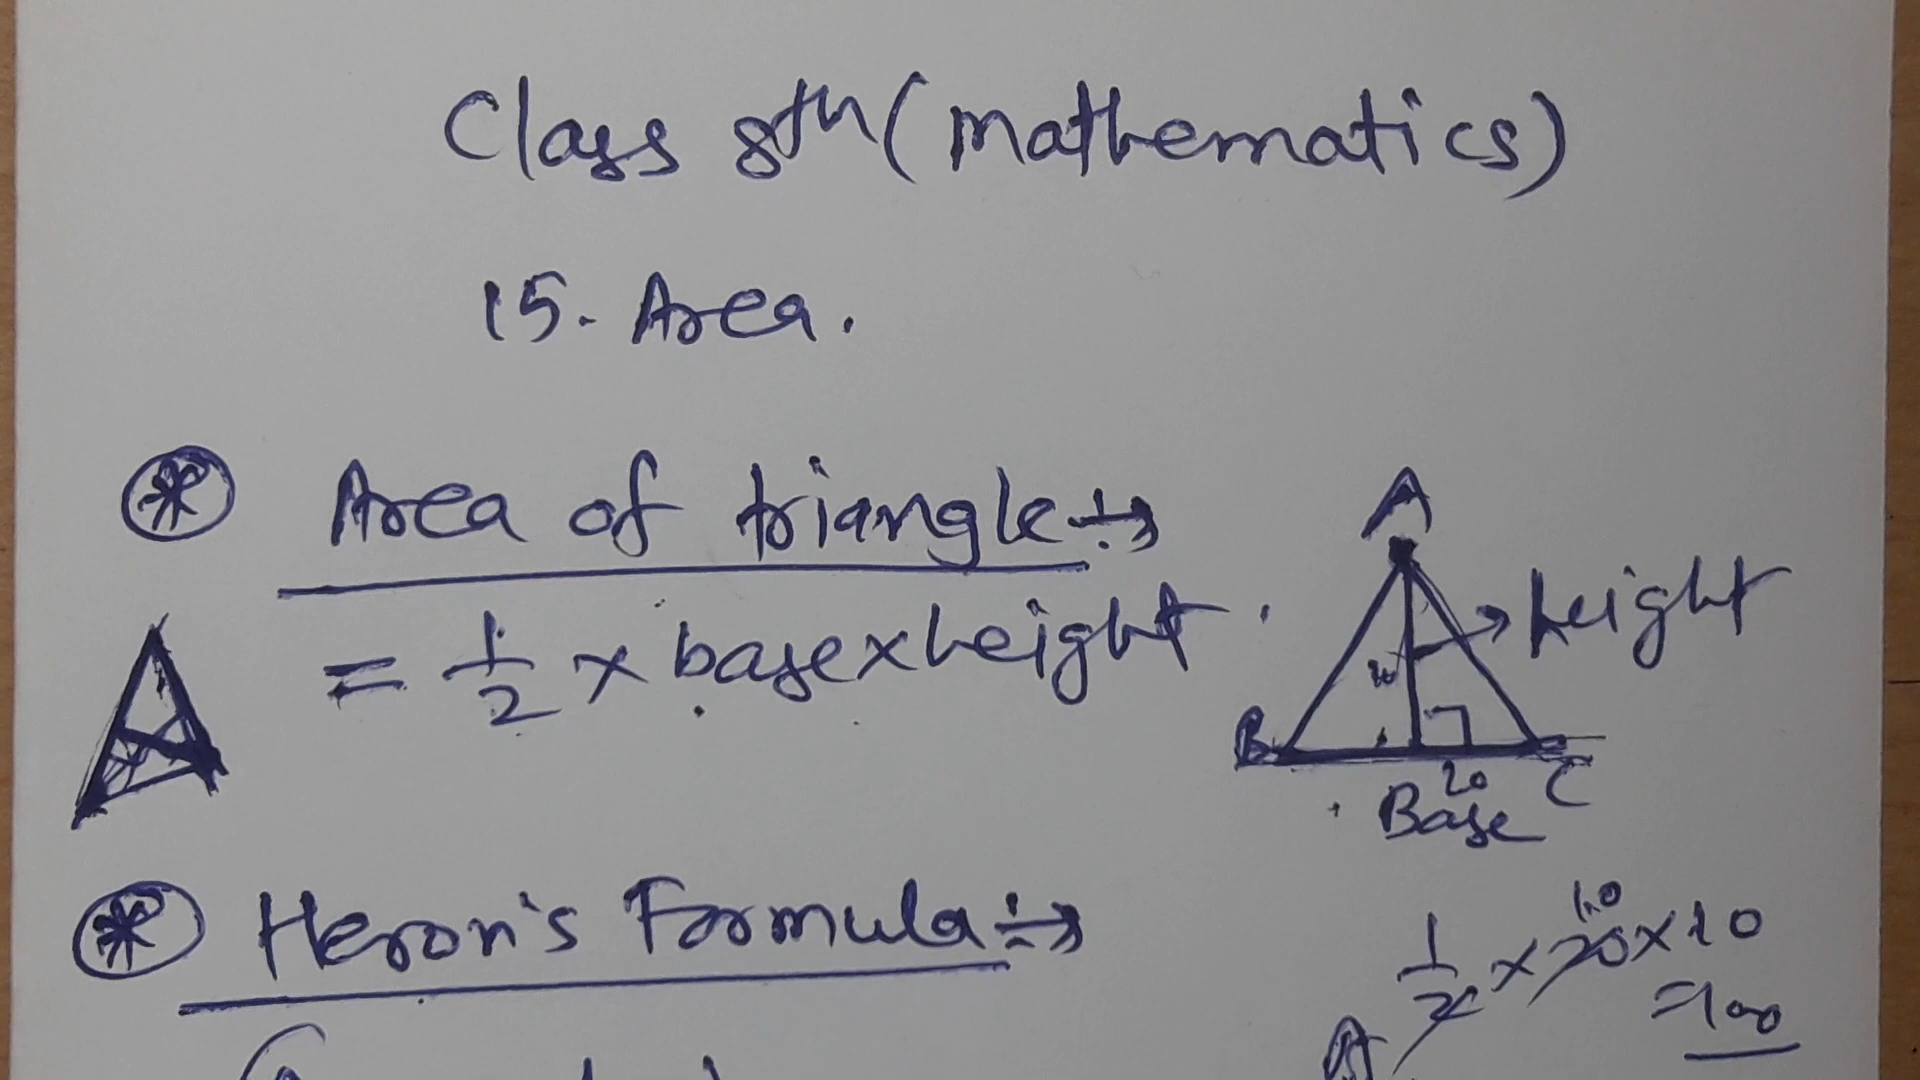 Class 8th (Mathematics)
15. Area.
Area of triangle :→
= 1/2 × base × height
A
height
10
B
C
20
Base
Heron's Formula :→
10
1/2 × 20 × 10
= 100
A